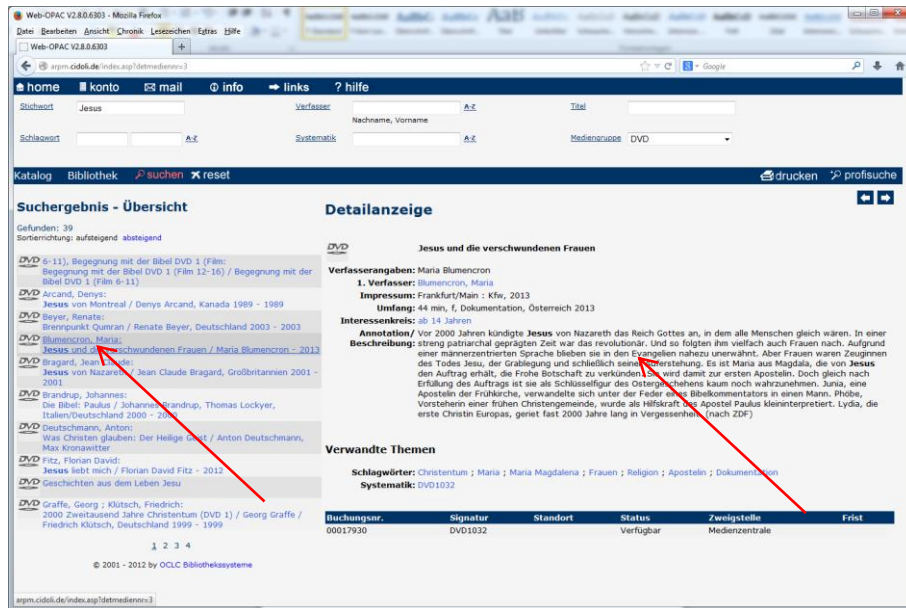 Web-OPAC V2.8.0.6303 - Mozilla Firefox
Datei Bearbeiten Ansicht Chronik Lesezeichen Extras Hilfe
Web-OPAC V2.8.0.6303
arpm.cidoli.de/index.asp?detmediennr=3
Google
home konto mail info links ? hilfe
Stichwort Jesus Verfasser A-Z Titel
Nachname, Vorname
Schlagwort A-Z Systematik A-Z Mediengruppe DVD
Katalog Bibliothek suchen reset drucken profisuche
Suchergebnis - Übersicht
Gefunden: 39
Sortierrichtung: aufsteigend absteigend
DVD 6-11), Begegnung mit der Bibel DVD 1 (Film:
Begegnung mit der Bibel DVD 1 (Film 12-16) / Begegnung mit der
Bibel DVD 1 (Film 6-11)
DVD Arcand, Denys:
Jesus von Montreal / Denys Arcand, Kanada 1989 - 1989
DVD Beyer, Renate:
Brennpunkt Qumran / Renate Beyer, Deutschland 2003 - 2003
DVD Blumencron, Maria:
Jesus und die verschwundenen Frauen / Maria Blumencron - 2013
DVD Bragard, Jean Claude:
Jesus von Nazareth / Jean Claude Bragard, Großbritannien 2001 -
2001
DVD Brandrup, Johannes:
Die Bibel: Paulus / Johannes Brandrup, Thomas Lockyer,
Italien/Deutschland 2000 - 2000
DVD Deutschmann, Anton:
Was Christen glauben: Der Heilige Geist / Anton Deutschmann,
Max Kronawitter
DVD Fitz, Florian David:
Jesus liebt mich / Florian David Fitz - 2012
DVD Geschichten aus dem Leben Jesu
DVD Graffe, Georg ; Klütsch, Friedrich:
2000 Zweitausend Jahre Christentum (DVD 1) / Georg Graffe /
Friedrich Klütsch, Deutschland 1999 - 1999
1 2 3 4
© 2001 - 2012 by OCLC Bibliothekssysteme
Detailanzeige
DVD Jesus und die verschwundenen Frauen
Verfasserangaben: Maria Blumencron
1. Verfasser: Blumencron, Maria
Impressum: Frankfurt/Main : Kfw, 2013
Umfang: 44 min, f, Dokumentation, Österreich 2013
Interessenkreis: ab 14 Jahren
Annotation/ Vor 2000 Jahren kündigte Jesus von Nazareth das Reich Gottes an, in dem alle Menschen gleich wären. In einer
Beschreibung: streng patriarchal geprägten Zeit war das revolutionär. Und so folgten ihm vielfach auch Frauen nach. Aufgrund
einer männerzentrierten Sprache blieben sie in den Evangelien nahezu unerwähnt. Aber Frauen waren Zeuginnen
des Todes Jesu, der Grablegung und schließlich seiner Auferstehung. Es ist Maria aus Magdala, die von Jesus
den Auftrag erhält, die Frohe Botschaft zu verkünden. Sie wird damit zur ersten Apostelin. Doch gleich nach
Erfüllung des Auftrags ist sie als Schlüsselfigur des Ostergeschehens kaum noch wahrzunehmen. Junia, eine
Apostelin der Frühkirche, verwandelte sich unter der Feder eines Bibelkommentators in einen Mann. Phöbe,
Vorsteherin einer frühen Christengemeinde, wurde als Hilfskraft des Apostel Paulus kleininterpretiert. Lydia, die
erste Christin Europas, geriet fast 2000 Jahre lang in Vergessenheit. (nach ZDF)
Verwandte Themen
Schlagwörter: Christentum ; Maria ; Maria Magdalena ; Frauen ; Religion ; Apostelin ; Dokumentation
Systematik: DVD1032
Buchungsnr. Signatur Standort Status Zweigstelle Frist
00017930 DVD1032 Verfügbar Medienzentrale
arpm.cidoli.de/index.asp?detmediennr=3